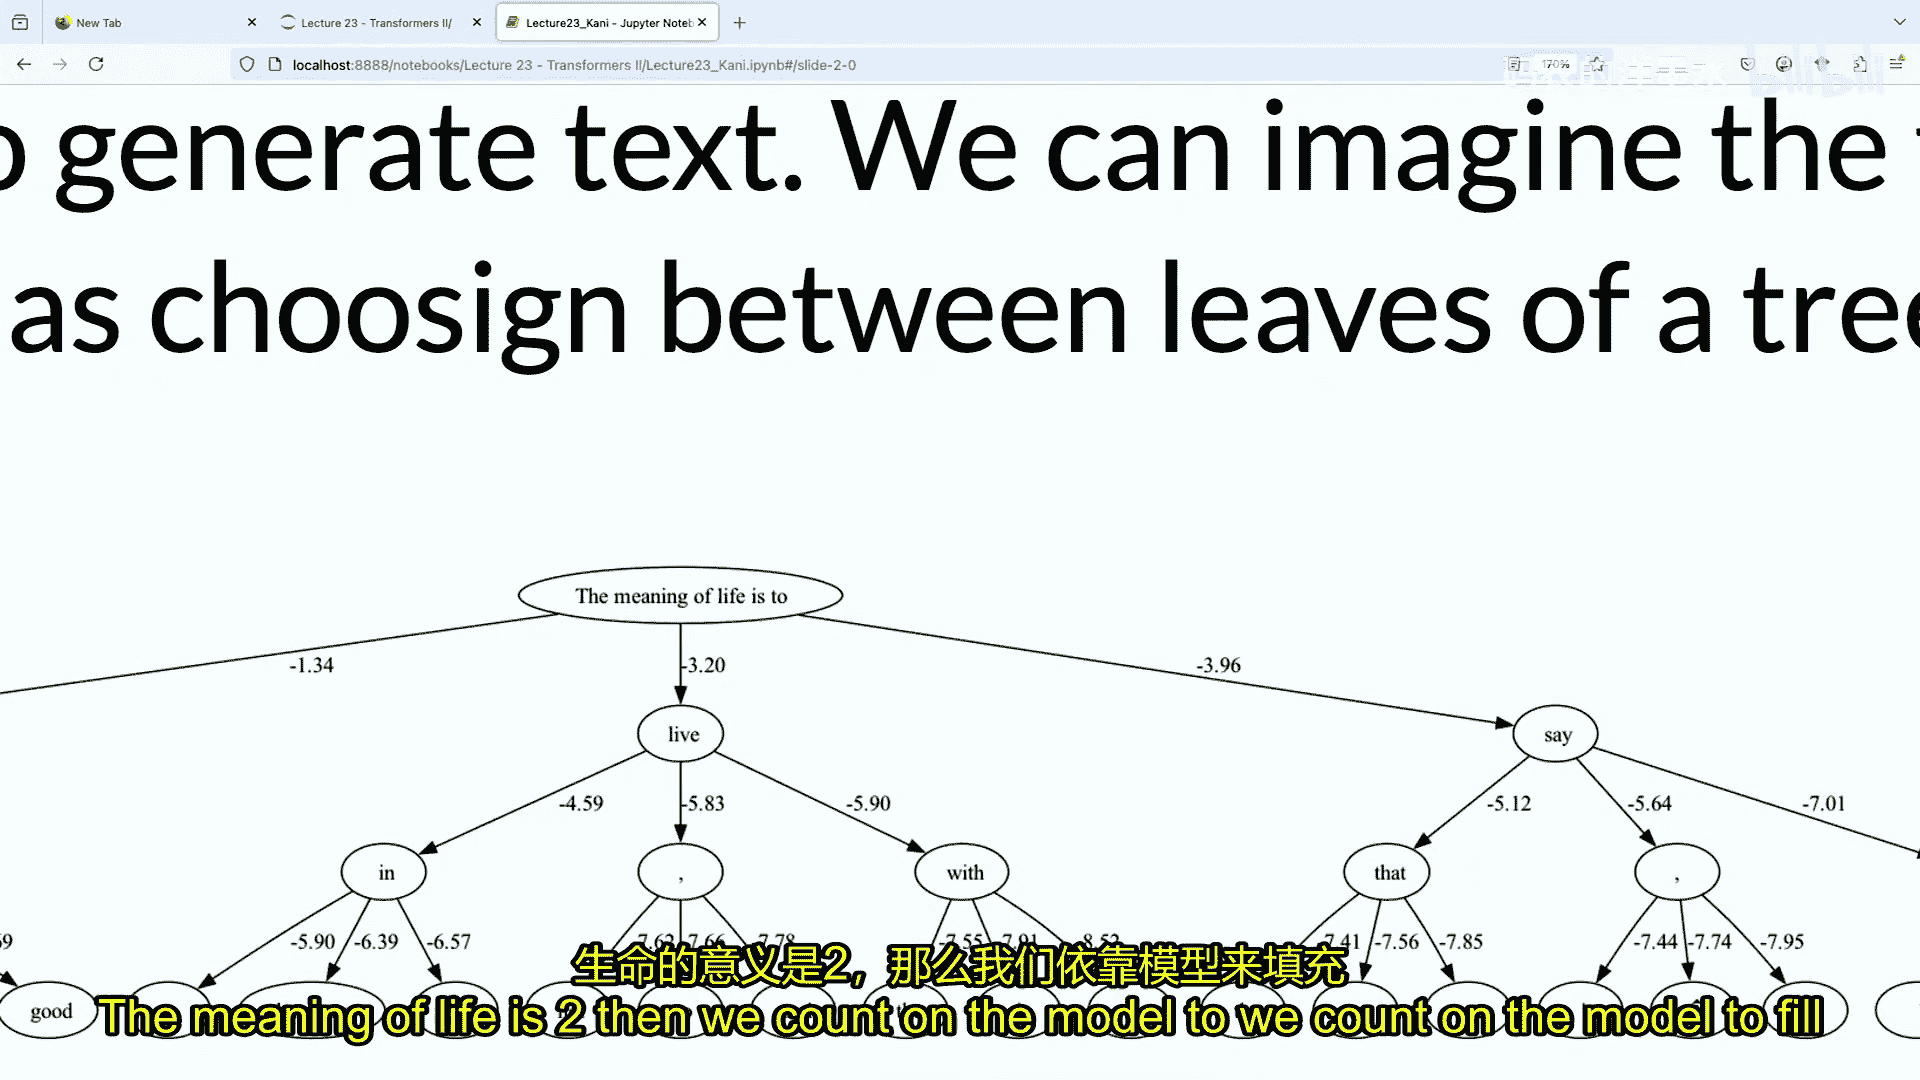 New Tab
Lecture 23 - Transformers II/
Lecture23_Kani - Jupyter Noteb
localhost:8888/notebooks/Lecture 23 - Transformers II/Lecture23_Kani.ipynb#/slide-2-0
170%
generate text. We can imagine the
as choosign between leaves of a tree
The meaning of life is to
-1.34 -3.20 -3.96
live say
-4.59 -5.83 -5.90 -5.12 -5.64 -7.01
in , with that ,
-5.90 -6.39 -6.57 -7.56 -7.85 -7.44 -7.74 -7.95
good
生命的意义是2，那么我们依靠模型来填充
The meaning of life is 2 then we count on the model to we count on the model to fill